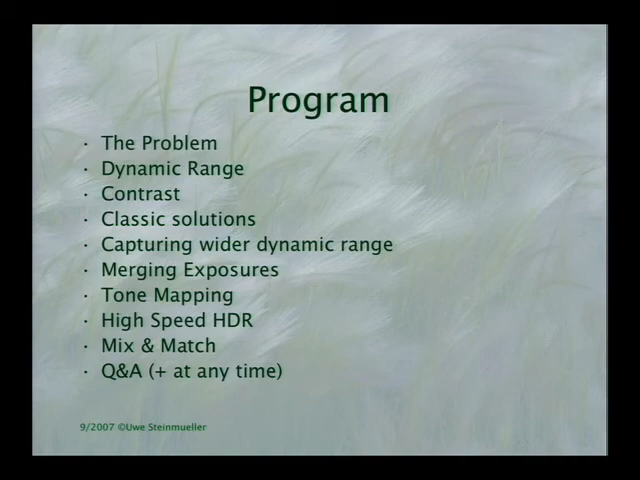 Program
· The Problem
· Dynamic Range
· Contrast
· Classic solutions
· Capturing wider dynamic range
· Merging Exposures
· Tone Mapping
· High Speed HDR
· Mix & Match
· Q&A (+ at any time)
9/2007 ©Uwe Steinmueller